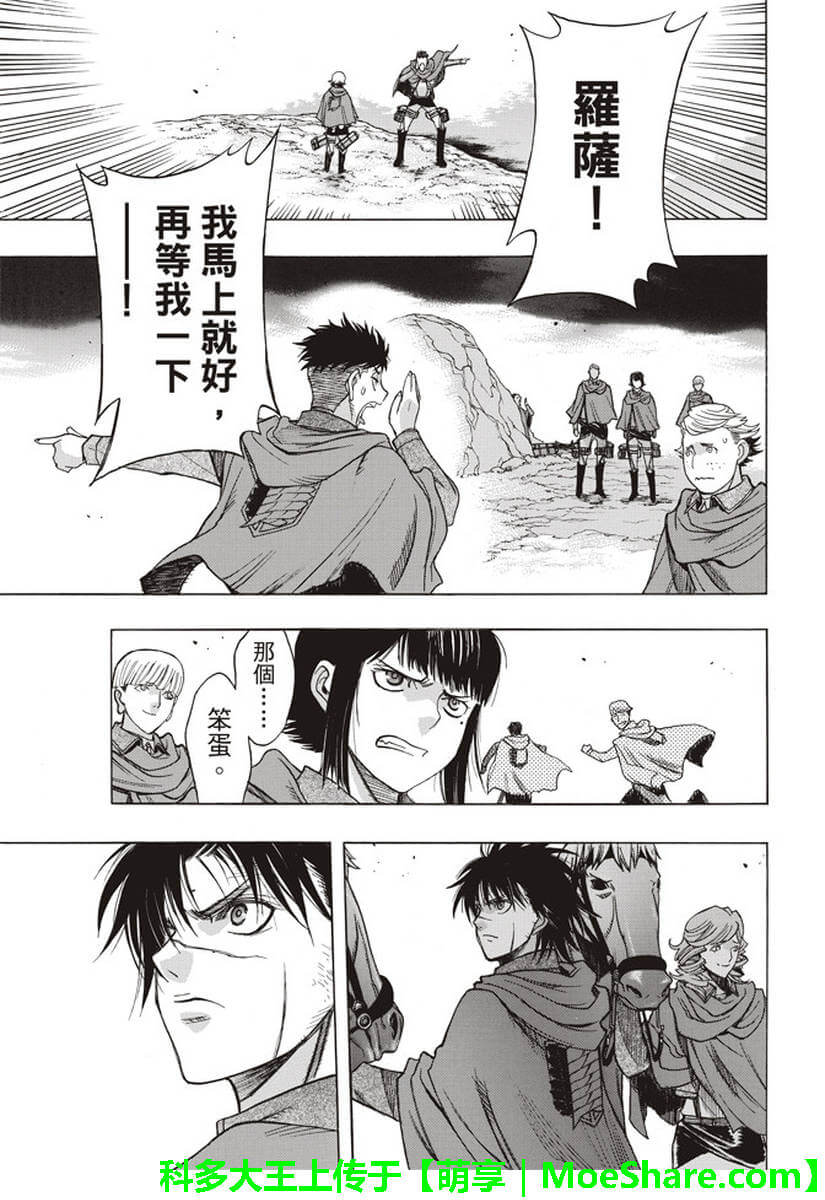 羅薩！
我馬上就好，
再等我一下
——！
那個……
笨蛋。
科多大王上传于【萌享|MoeShare.com】